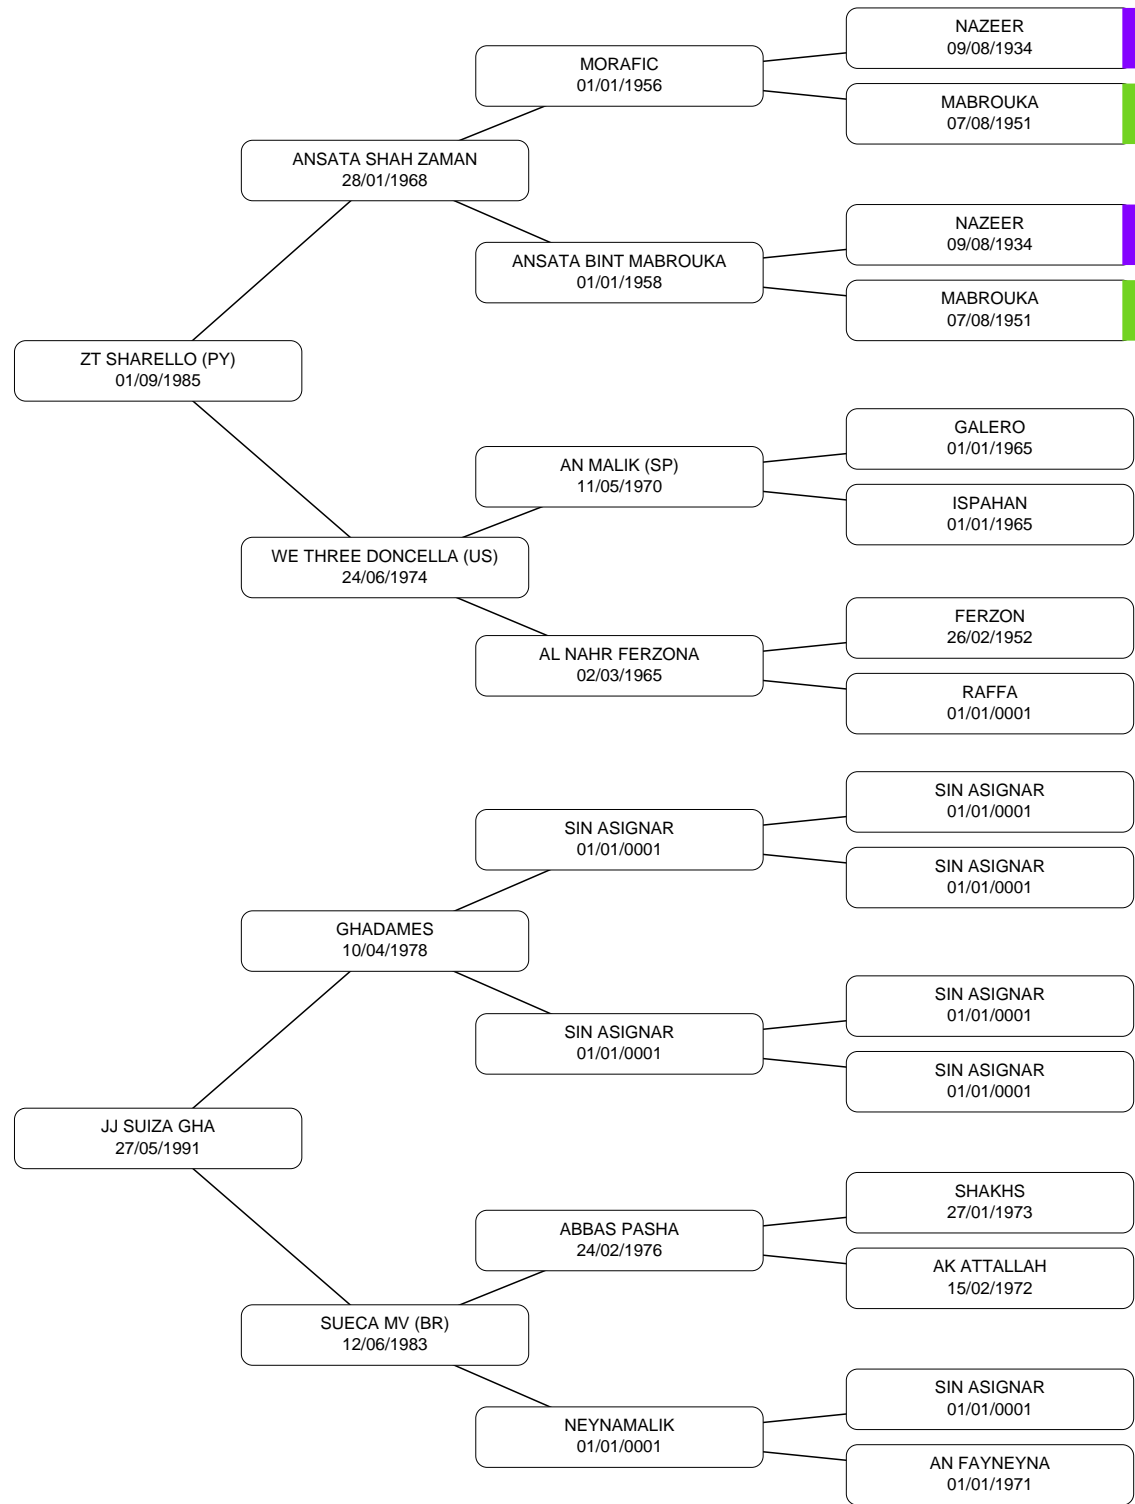 NAZEER
09/08/1934
MORAFIC
01/01/1956
MABROUKA
07/08/1951
ANSATA SHAH ZAMAN
28/01/1968
NAZEER
09/08/1934
ANSATA BINT MABROUKA
01/01/1958
MABROUKA
07/08/1951
ZT SHARELLO (PY)
01/09/1985
GALERO
01/01/1965
AN MALIK (SP)
11/05/1970
ISPAHAN
01/01/1965
WE THREE DONCELLA (US)
24/06/1974
FERZON
26/02/1952
AL NAHR FERZONA
02/03/1965
RAFFA
01/01/0001
SIN ASIGNAR
01/01/0001
SIN ASIGNAR
01/01/0001
SIN ASIGNAR
01/01/0001
GHADAMES
10/04/1978
SIN ASIGNAR
01/01/0001
SIN ASIGNAR
01/01/0001
SIN ASIGNAR
01/01/0001
JJ SUIZA GHA
27/05/1991
SHAKHS
27/01/1973
ABBAS PASHA
24/02/1976
AK ATTALLAH
15/02/1972
SUECA MV (BR)
12/06/1983
SIN ASIGNAR
01/01/0001
NEYNAMALIK
01/01/0001
AN FAYNEYNA
01/01/1971